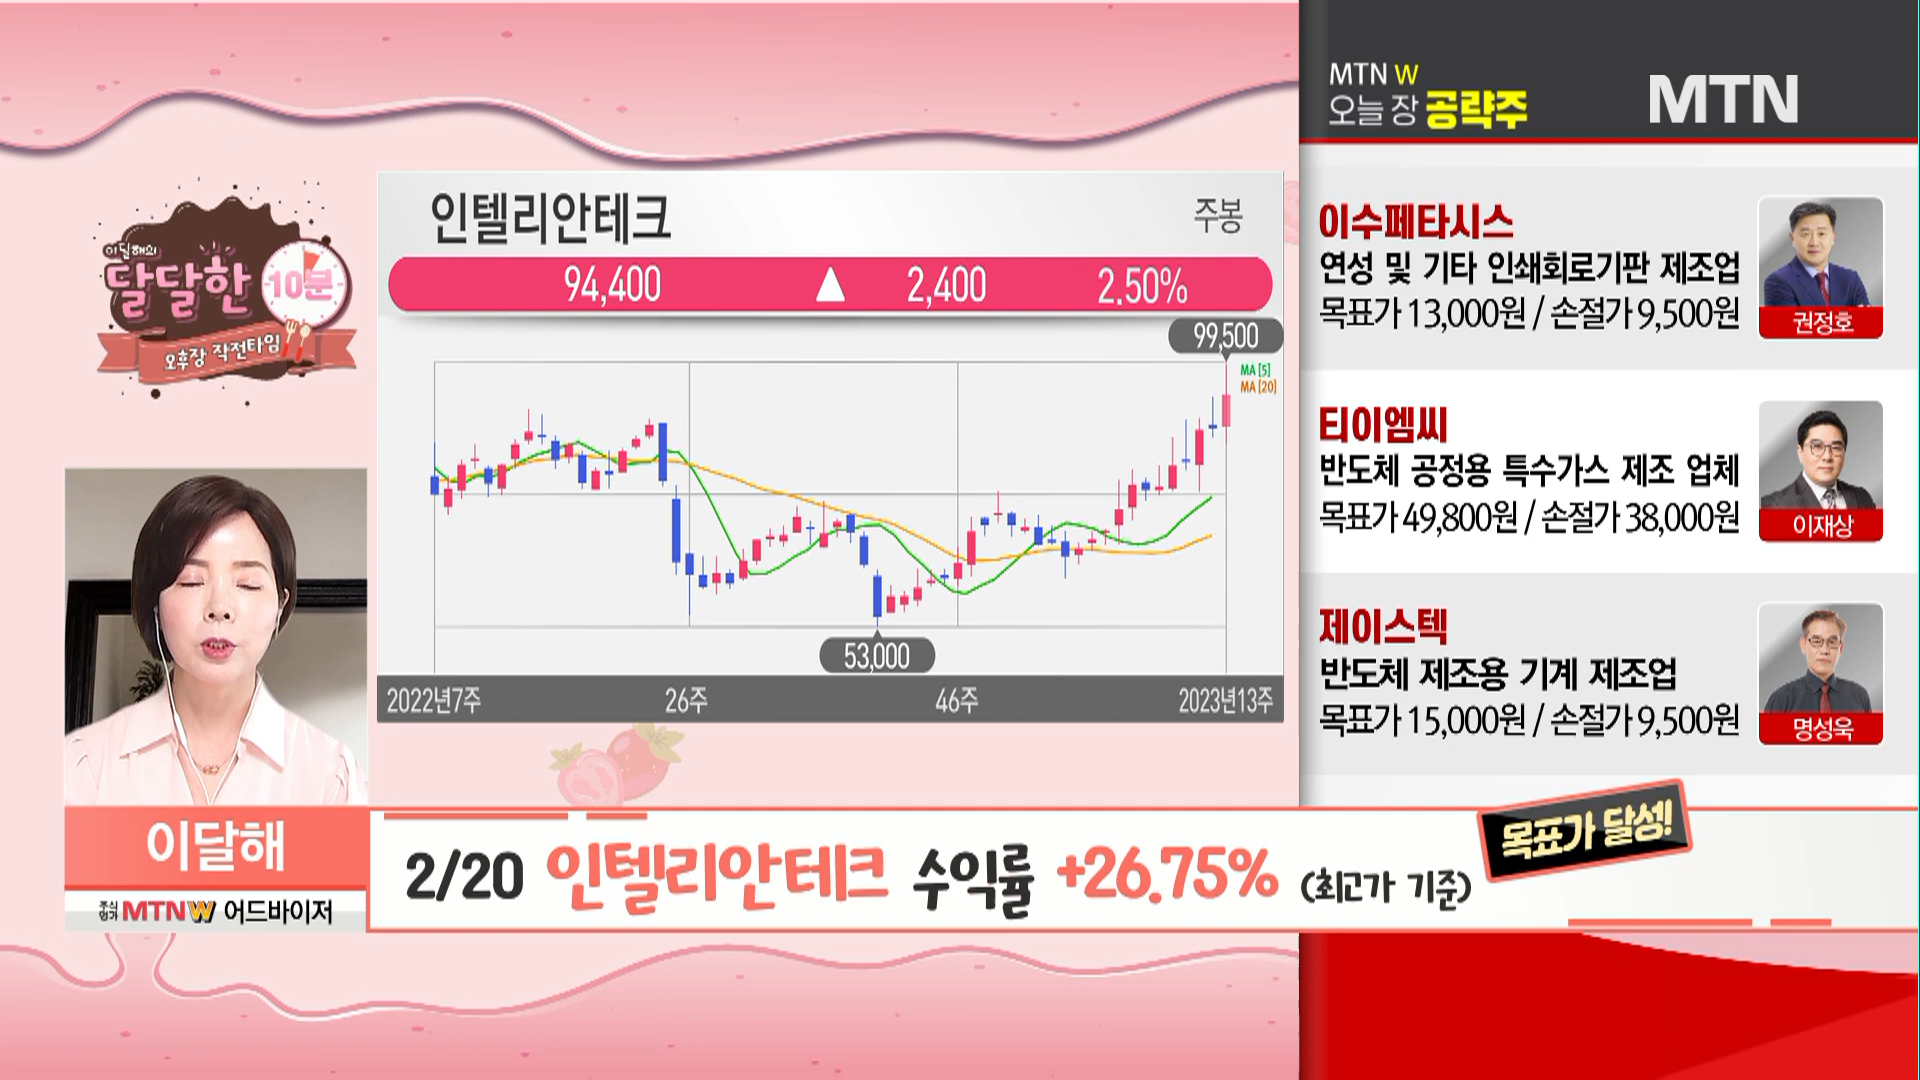 이달해의
달달한
10분
오후장 작전타임
인텔리안테크
주봉
94,400 ▲ 2,400 2.50%
99,500
MA [5]
MA [20]
53,000
2022년7주 26주 46주 2023년13주
이달해
주식
명가 MTNW 어드바이저
2/20 인텔리안테크 수익률 +26.75% (최고가 기준)
목표가 달성!
MTN W
오늘 장 공략주
MTN
이수페타시스
연성 및 기타 인쇄회로기판 제조업
목표가 13,000원 / 손절가 9,500원
권정호
티이엠씨
반도체 공정용 특수가스 제조 업체
목표가 49,800원 / 손절가 38,000원
이재상
제이스텍
반도체 제조용 기계 제조업
목표가 15,000원 / 손절가 9,500원
명성욱